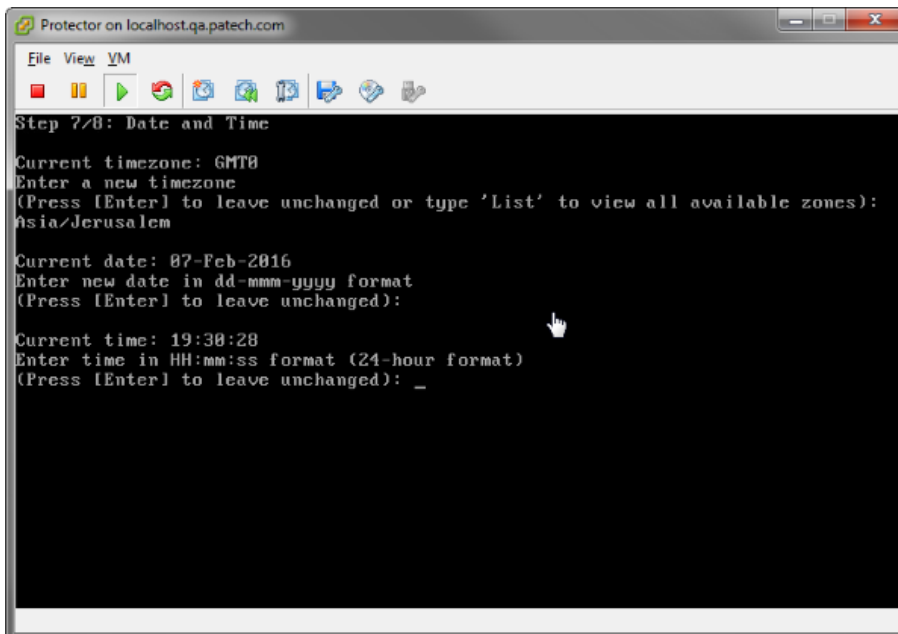 Protector on localhost.qa.patech.com
File View VM
Step 7/8: Date and Time
Current timezone: GMT0
Enter a new timezone
(Press [Enter] to leave unchanged or type 'List' to view all available zones):
Asia/Jerusalem
Current date: 07-Feb-2016
Enter new date in dd-mmm-yyyy format
(Press [Enter] to leave unchanged):
Current time: 19:30:28
Enter time in HH:mm:ss format (24-hour format)
(Press [Enter] to leave unchanged): _